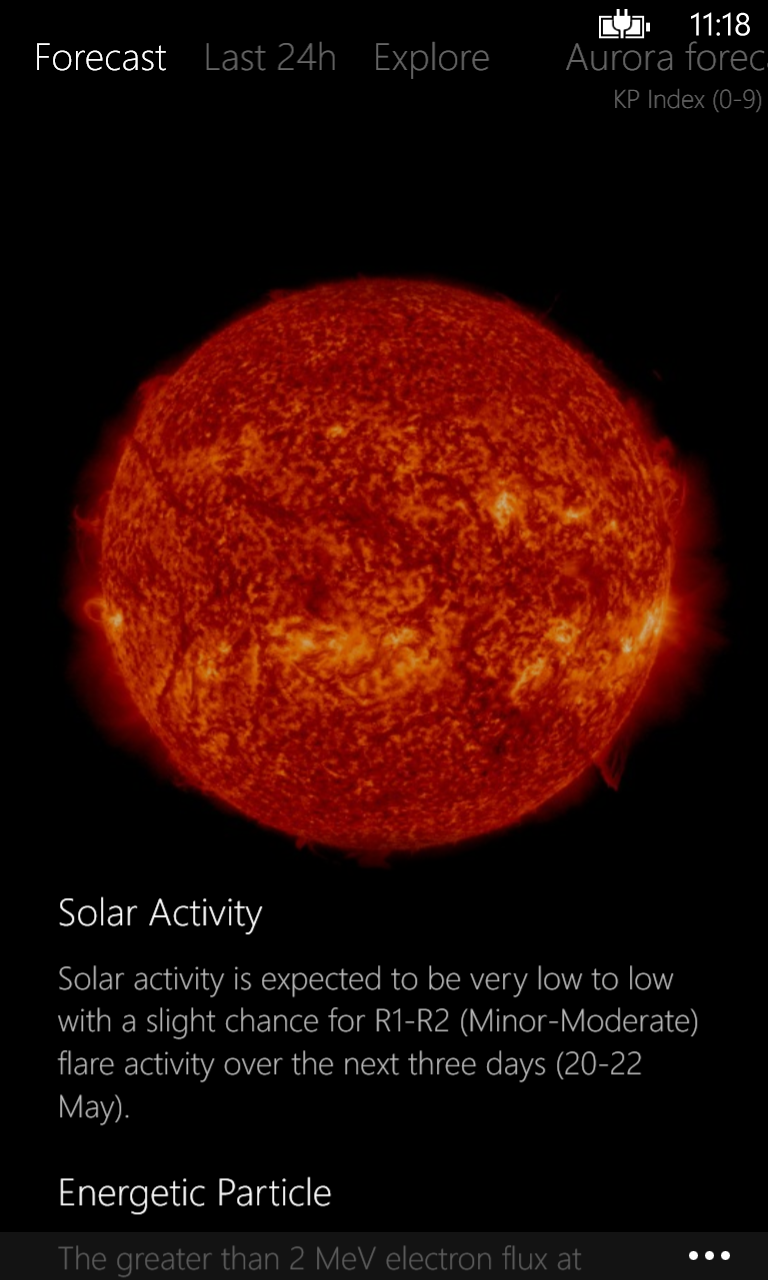 11:18
Forecast Last 24h Explore Aurora foreca
KP Index (0-9)
Solar Activity
Solar activity is expected to be very low to low
with a slight chance for R1-R2 (Minor-Moderate)
flare activity over the next three days (20-22
May).
Energetic Particle
The greater than 2 MeV electron flux at